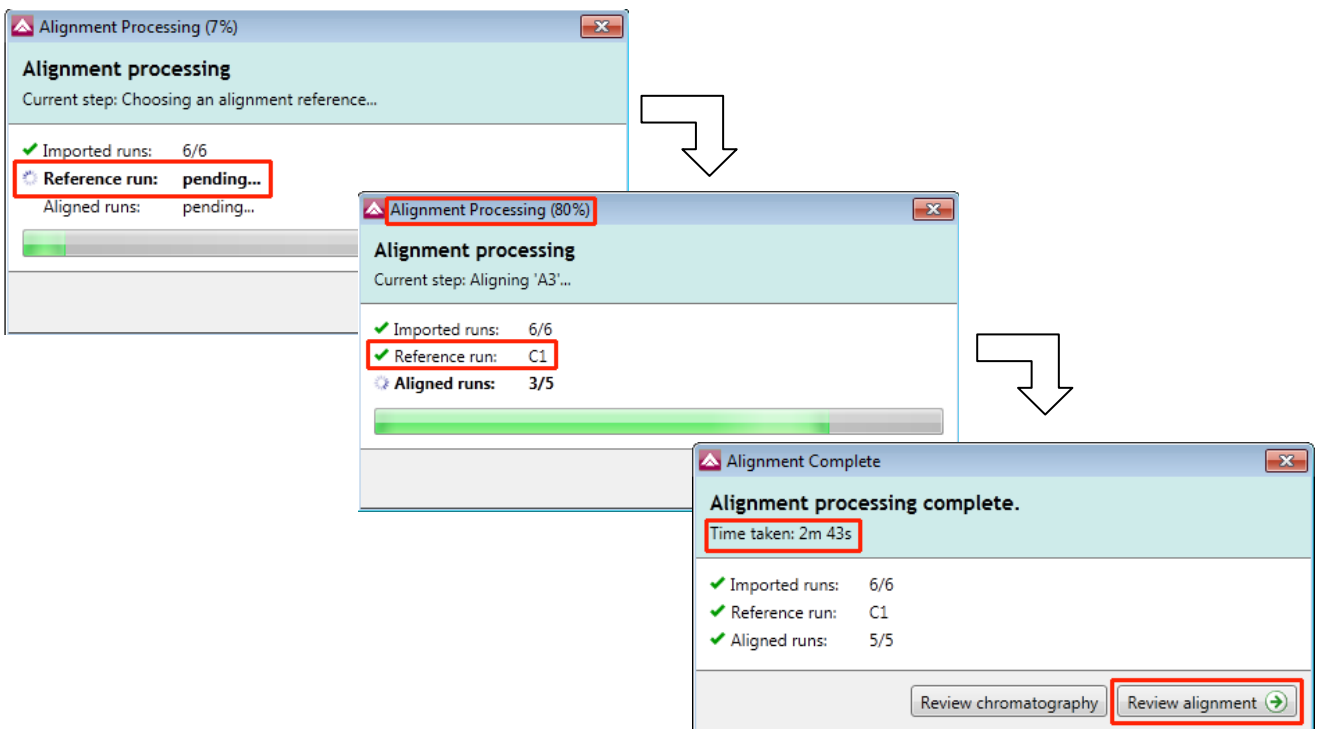 Alignment Processing (7%)
Alignment processing
Current step: Choosing an alignment reference...
Imported runs: 6/6
Reference run: pending...
Aligned runs: pending...
Alignment Processing (80%)
Alignment processing
Current step: Aligning 'A3'...
Imported runs: 6/6
Reference run: C1
Aligned runs: 3/5
Alignment Complete
Alignment processing complete.
Time taken: 2m 43s
Imported runs: 6/6
Reference run: C1
Aligned runs: 5/5
Review chromatography Review alignment